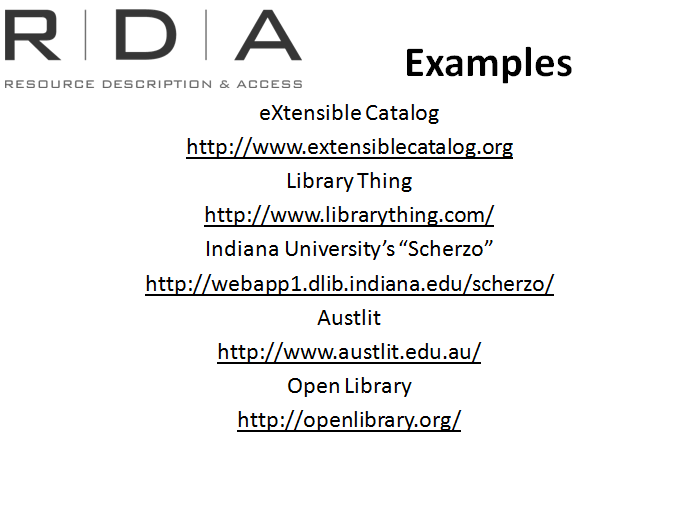 R|D|A
RESOURCE DESCRIPTION & ACCESS
Examples
eXtensible Catalog
http://www.extensiblecatalog.org
Library Thing
http://www.librarything.com/
Indiana University’s “Scherzo”
http://webapp1.dlib.indiana.edu/scherzo/
Austlit
http://www.austlit.edu.au/
Open Library
http://openlibrary.org/